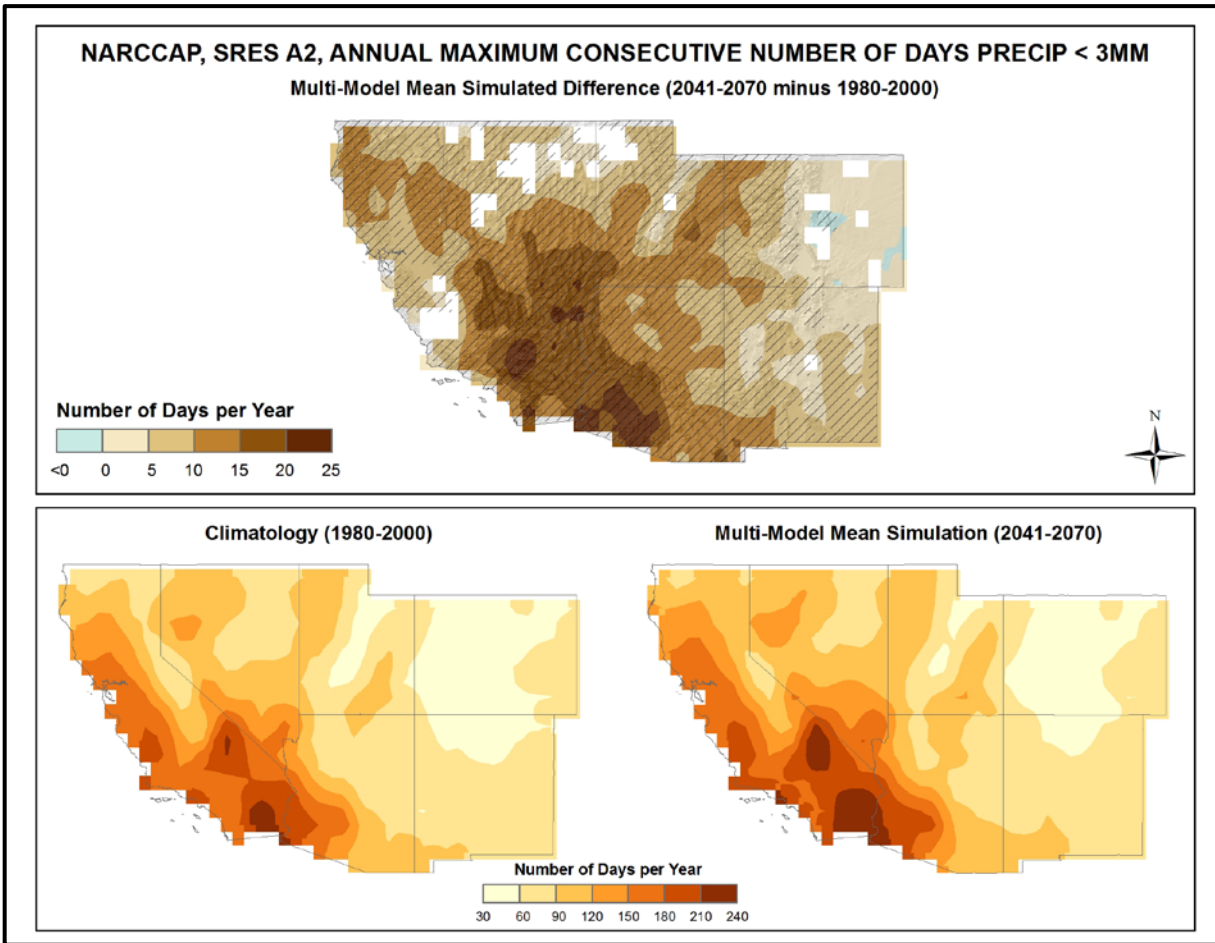 NARCCAP, SRES A2, ANNUAL MAXIMUM CONSECUTIVE NUMBER OF DAYS PRECIP < 3MM
Multi-Model Mean Simulated Difference (2041-2070 minus 1980-2000)
Number of Days per Year
<0 0 5 10 15 20 25
N
Climatology (1980-2000)
Multi-Model Mean Simulation (2041-2070)
Number of Days per Year
30 60 90 120 150 180 210 240